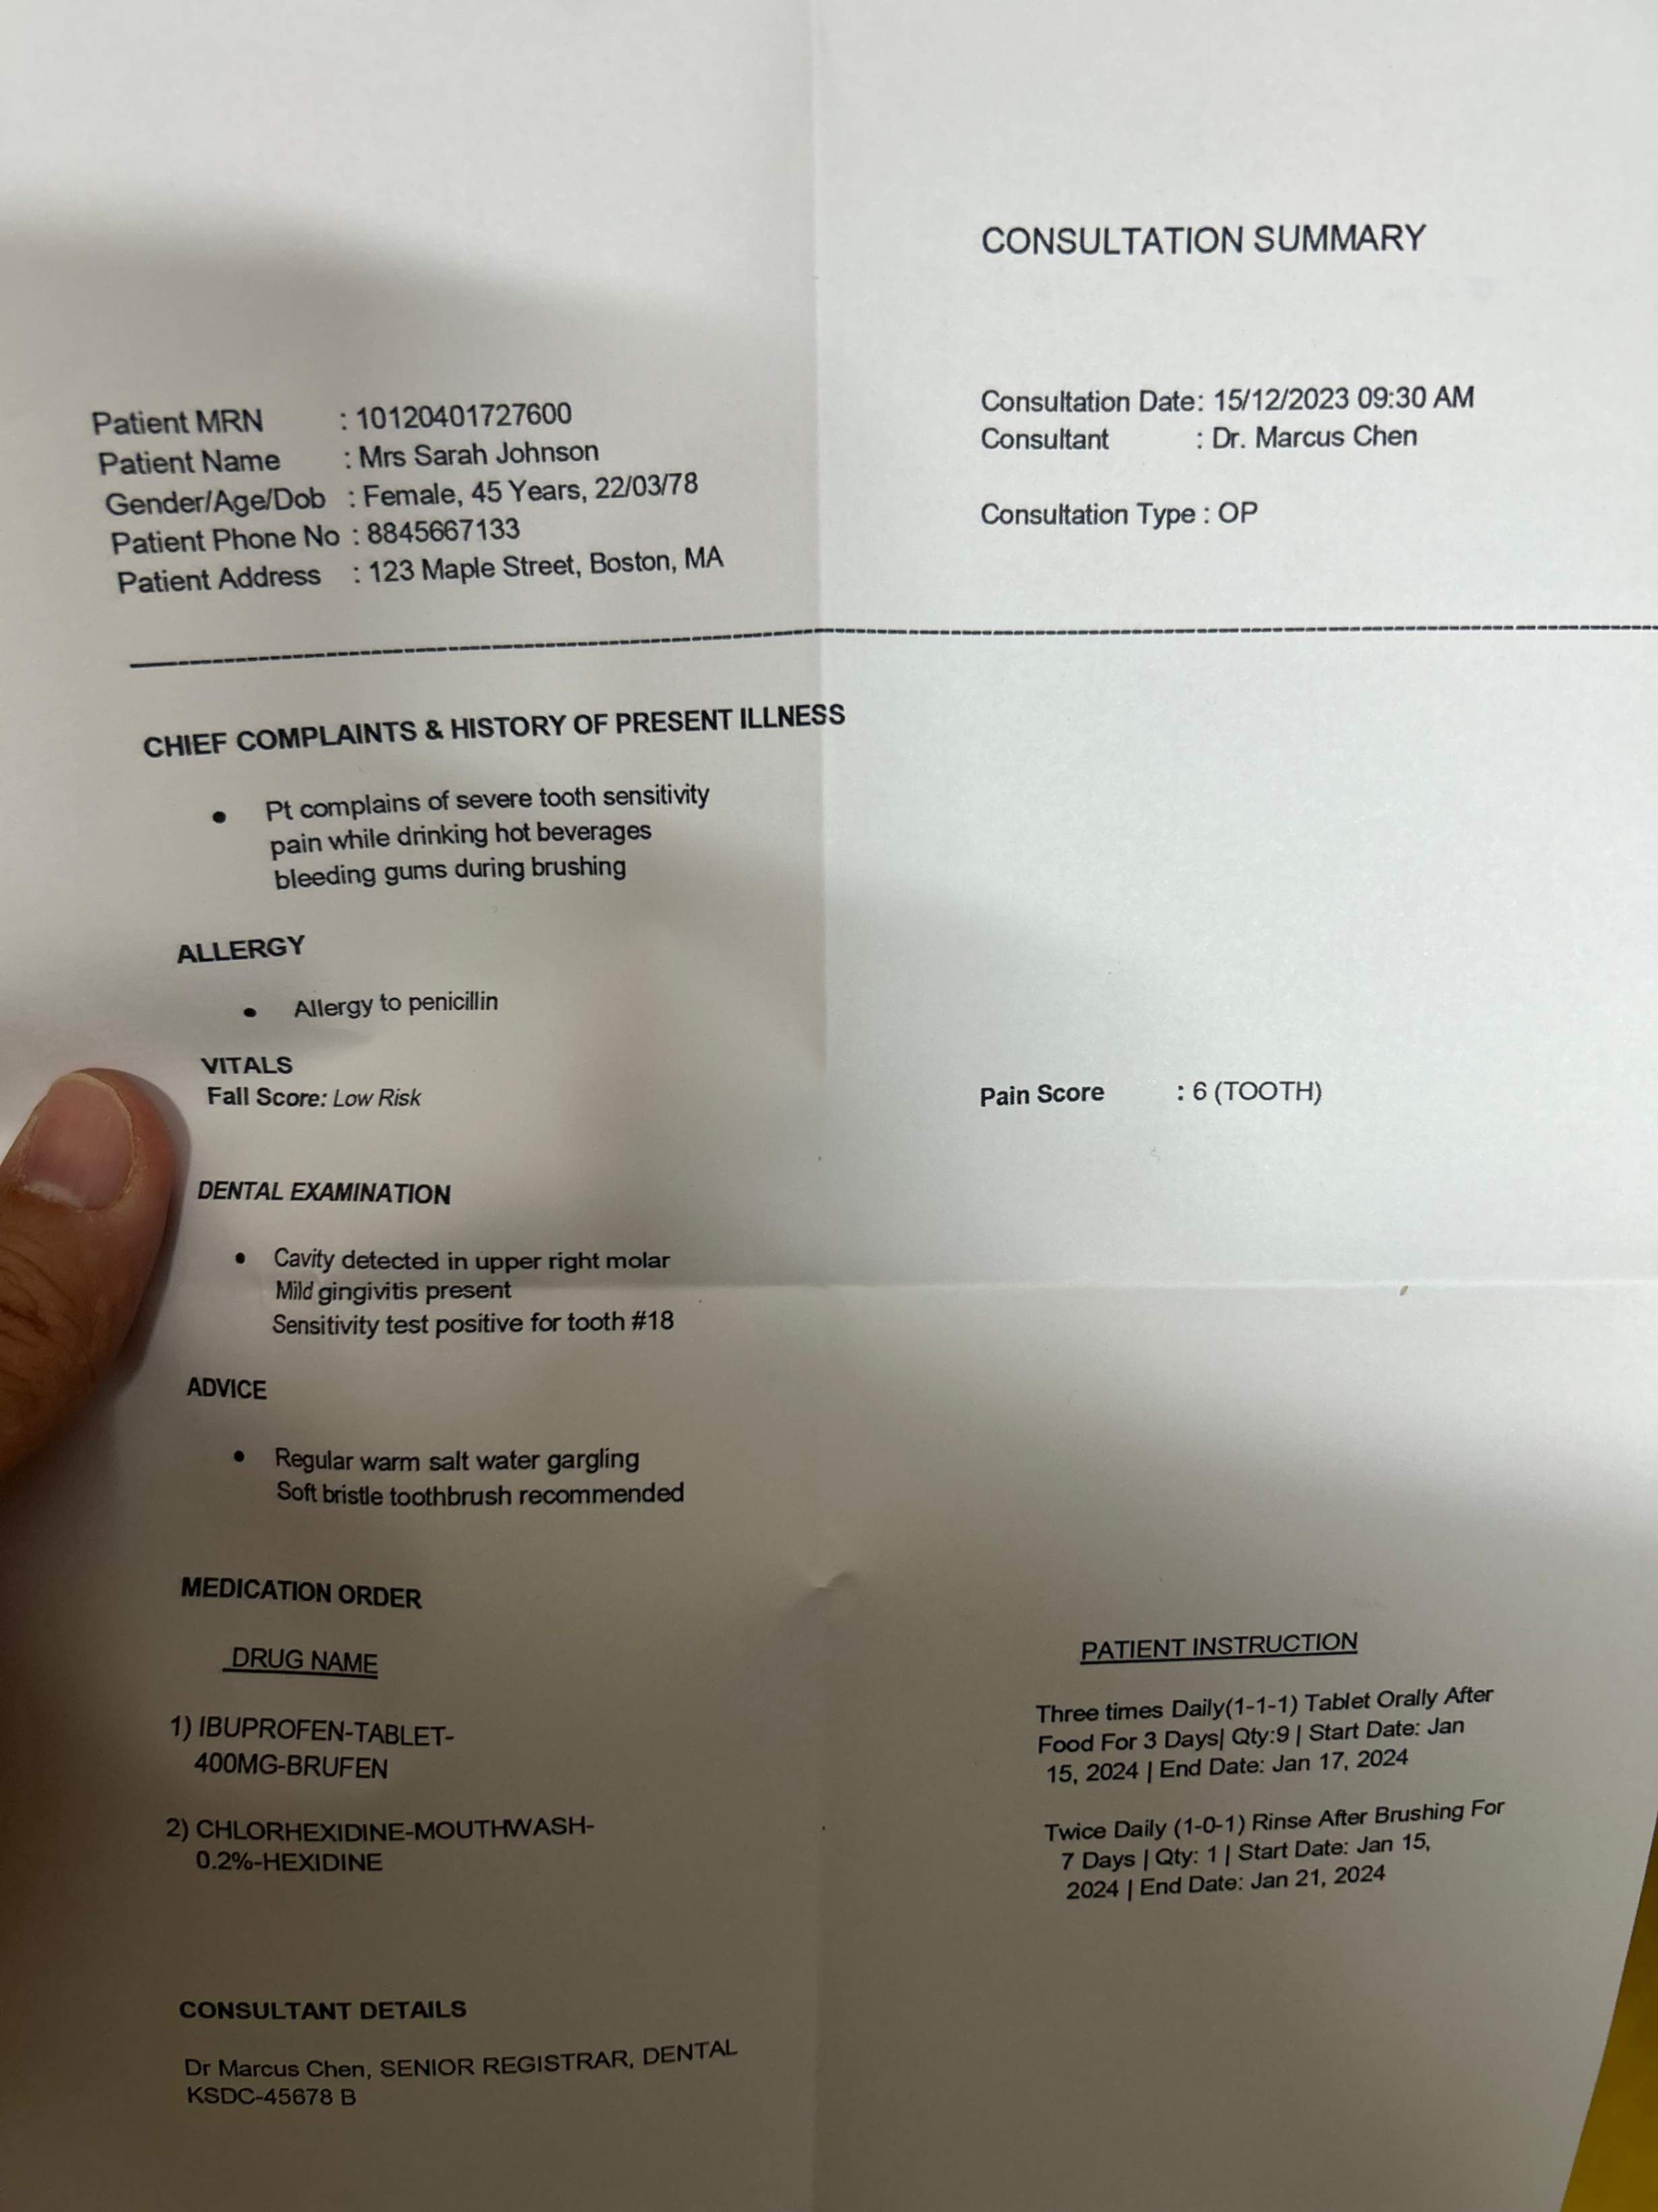 CONSULTATION SUMMARY
Patient MRN : 10120401727600
Patient Name : Mrs Sarah Johnson
Gender/Age/Dob : Female, 45 Years, 22/03/78
Patient Phone No : 8845667133
Patient Address : 123 Maple Street, Boston, MA
Consultation Date: 15/12/2023 09:30 AM
Consultant : Dr. Marcus Chen
Consultation Type : OP
CHIEF COMPLAINTS & HISTORY OF PRESENT ILLNESS
• Pt complains of severe tooth sensitivity
pain while drinking hot beverages
bleeding gums during brushing
ALLERGY
• Allergy to penicillin
VITALS
Fall Score: Low Risk
Pain Score : 6 (TOOTH)
DENTAL EXAMINATION
• Cavity detected in upper right molar
Mild gingivitis present
Sensitivity test positive for tooth #18
ADVICE
• Regular warm salt water gargling
Soft bristle toothbrush recommended
MEDICATION ORDER
DRUG NAME
PATIENT INSTRUCTION
1) IBUPROFEN-TABLET-
400MG-BRUFEN
Three times Daily(1-1-1) Tablet Orally After
Food For 3 Days| Qty:9 | Start Date: Jan
15, 2024 | End Date: Jan 17, 2024
2) CHLORHEXIDINE-MOUTHWASH-
0.2%-HEXIDINE
Twice Daily (1-0-1) Rinse After Brushing For
7 Days | Qty: 1 | Start Date: Jan 15,
2024 | End Date: Jan 21, 2024
CONSULTANT DETAILS
Dr Marcus Chen, SENIOR REGISTRAR, DENTAL
KSDC-45678 B